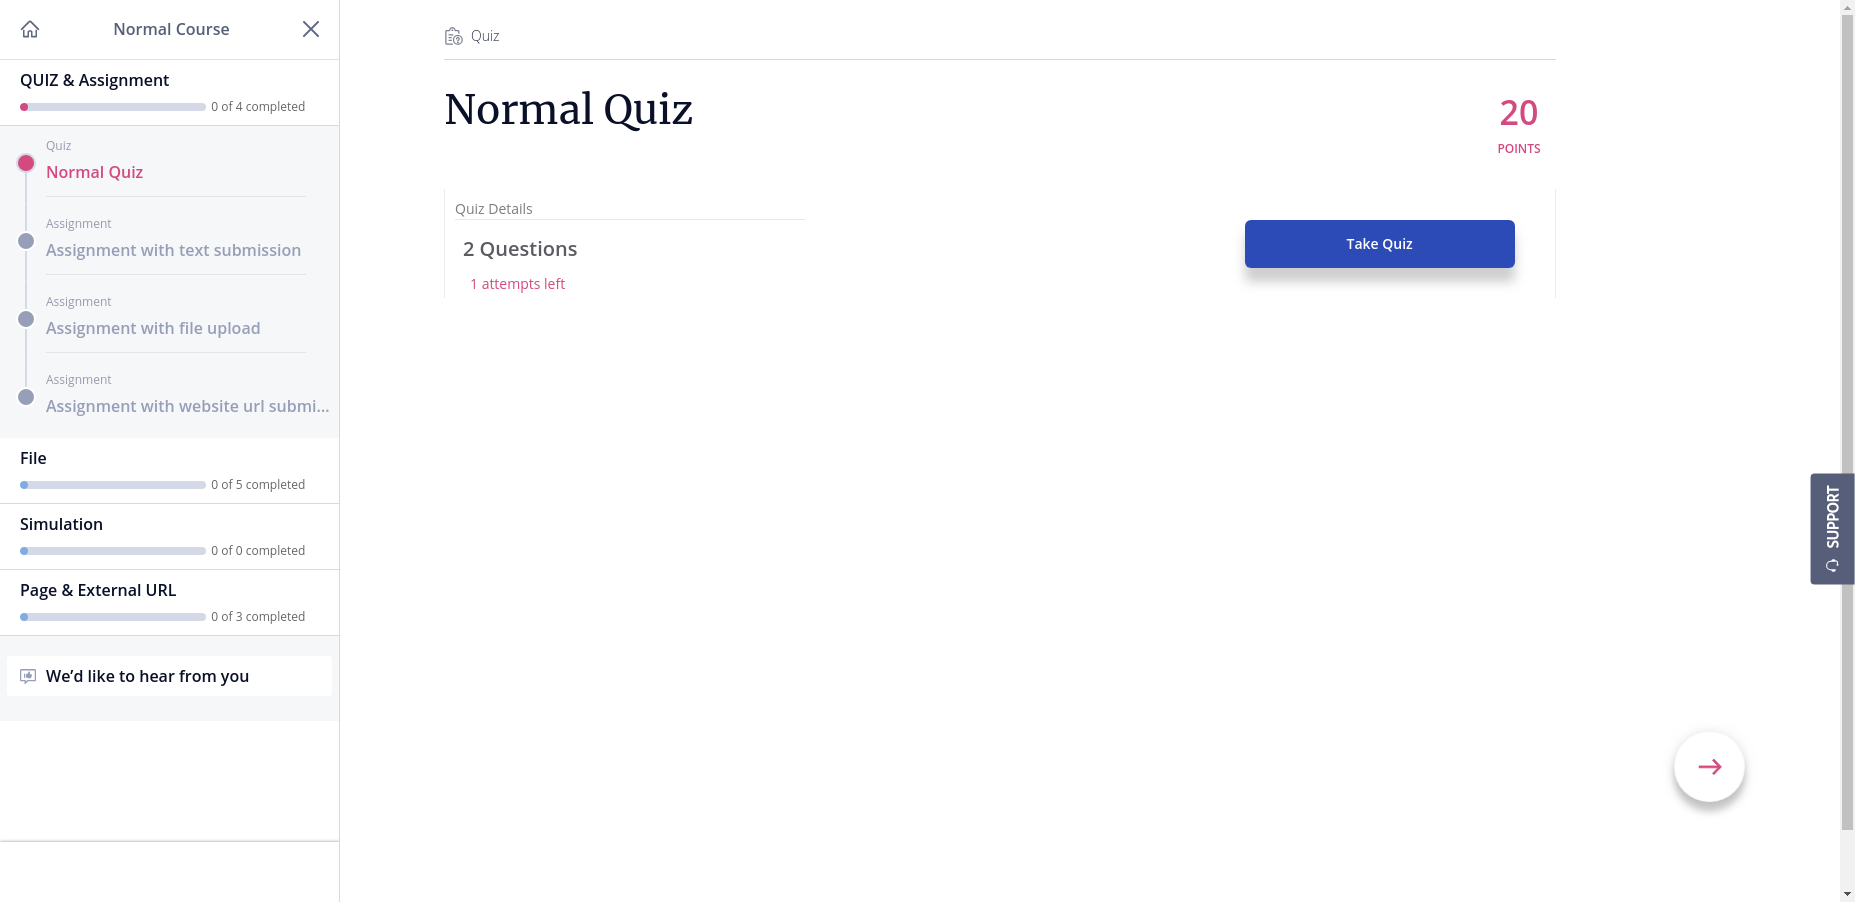 Normal Course
QUIZ & Assignment
0 of 4 completed
Quiz
Normal Quiz
Assignment
Assignment with text submission
Assignment
Assignment with file upload
Assignment
Assignment with website url submi...
File
0 of 5 completed
Simulation
0 of 0 completed
Page & External URL
0 of 3 completed
We’d like to hear from you
Quiz
Normal Quiz
20
POINTS
Quiz Details
2 Questions
1 attempts left
Take Quiz
SUPPORT